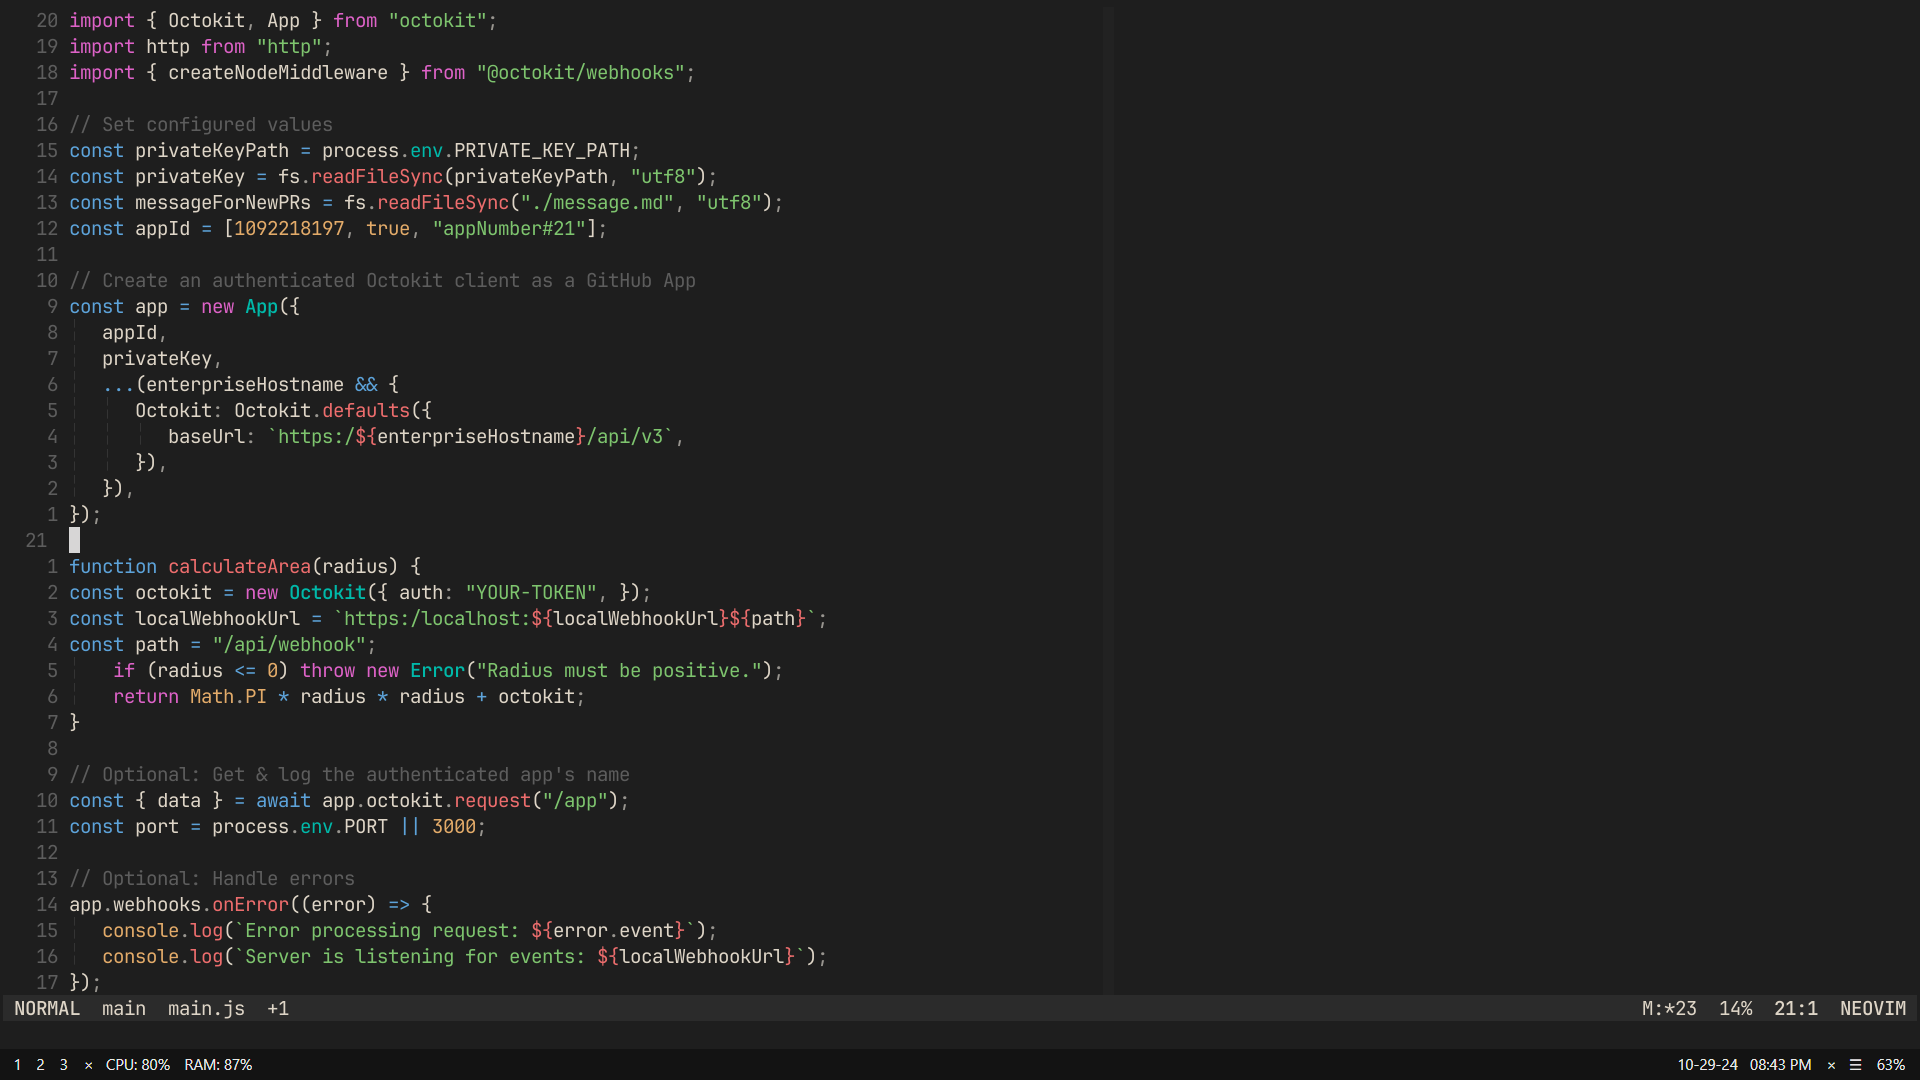 20 import { Octokit, App } from "octokit";
19 import http from "http";
18 import { createNodeMiddleware } from "@octokit/webhooks";
17
16 // Set configured values
15 const privateKeyPath = process.env.PRIVATE_KEY_PATH;
14 const privateKey = fs.readFileSync(privateKeyPath, "utf8");
13 const messageForNewPRs = fs.readFileSync("./message.md", "utf8");
12 const appId = [1092218197, true, "appNumber#21"];
11
10 // Create an authenticated Octokit client as a GitHub App
9 const app = new App({
8    appId,
7    privateKey,
6    ...(enterpriseHostname && {
5       Octokit: Octokit.defaults({
4          baseUrl: `https:/${enterpriseHostname}/api/v3`,
3       }),
2    }),
1 });
21
1 function calculateArea(radius) {
2 const octokit = new Octokit({ auth: "YOUR-TOKEN", });
3 const localWebhookUrl = `https:/localhost:${localWebhookUrl}${path}`;
4 const path = "/api/webhook";
5     if (radius <= 0) throw new Error("Radius must be positive.");
6     return Math.PI * radius * radius + octokit;
7 }
8
9 // Optional: Get & log the authenticated app's name
10 const { data } = await app.octokit.request("/app");
11 const port = process.env.PORT || 3000;
12
13 // Optional: Handle errors
14 app.webhooks.onError((error) => {
15    console.log(`Error processing request: ${error.event}`);
16    console.log(`Server is listening for events: ${localWebhookUrl}`);
17 });
NORMAL main main.js +1 M:*23 14% 21:1 NEOVIM
1 2 3 × CPU: 80% RAM: 87% 10-29-24 08:43 PM × ☰ 63%